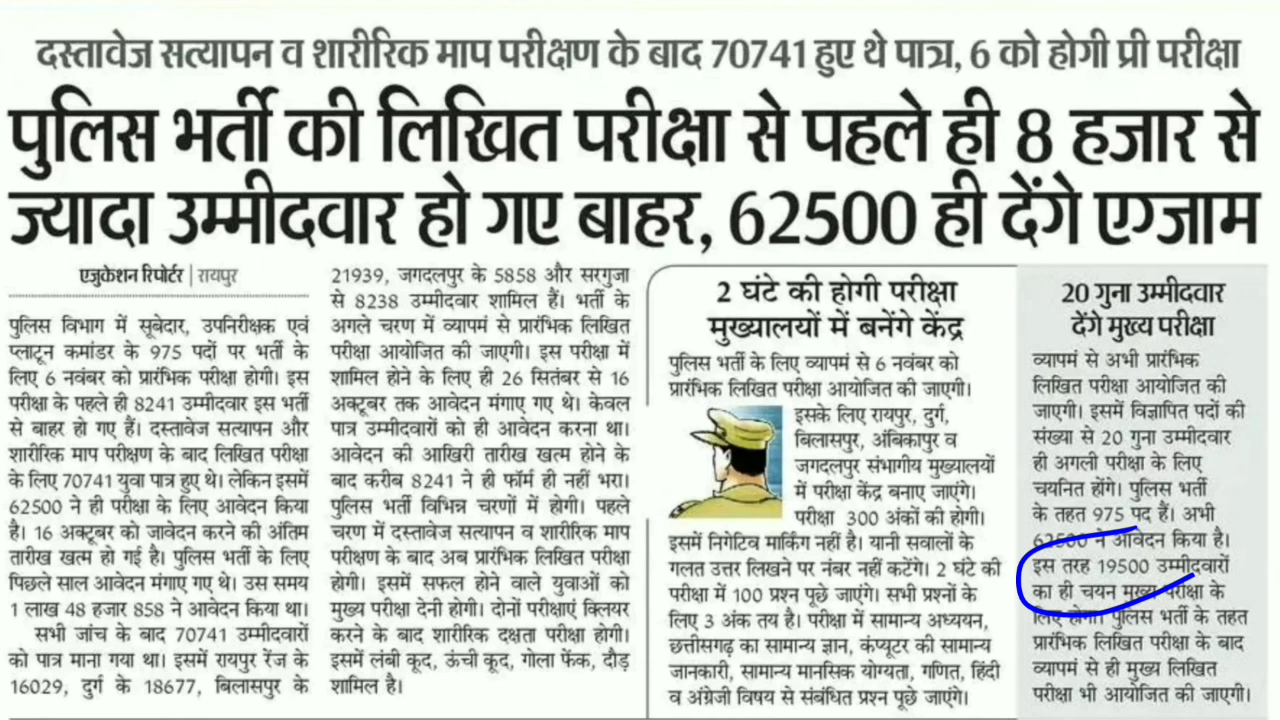 दस्तावेज सत्यापन व शारीरिक माप परीक्षण के बाद 70741 हुए थे पात्र, 6 को होगी प्री परीक्षा
पुलिस भर्ती की लिखित परीक्षा से पहले ही 8 हजार से
ज्यादा उम्मीदवार हो गए बाहर, 62500 ही देंगे एग्जाम
एजुकेशन रिपोर्टर | रायपुर
पुलिस विभाग में सूबेदार, उपनिरीक्षक एवं
प्लाटून कमांडर के 975 पदों पर भर्ती के
लिए 6 नवंबर को प्रारंभिक परीक्षा होगी। इस
परीक्षा के पहले ही 8241 उम्मीदवार इस भर्ती
से बाहर हो गए हैं। दस्तावेज सत्यापन और
शारीरिक माप परीक्षण के बाद लिखित परीक्षा
के लिए 70741 युवा पात्र हुए थे। लेकिन इसमें
62500 ने ही परीक्षा के लिए आवेदन किया
है। 16 अक्टूबर को जावेदन करने की अंतिम
तारीख खत्म हो गई है। पुलिस भर्ती के लिए
पिछले साल आवेदन मंगाए गए थे। उस समय
1 लाख 48 हजार 858 ने आवेदन किया था।
सभी जांच के बाद 70741 उम्मीदवारों
को पात्र माना गया था। इसमें रायपुर रेंज के
16029, दुर्ग के 18677, बिलासपुर के
21939, जगदलपुर के 5858 और सरगुजा
से 8238 उम्मीदवार शामिल हैं। भर्ती के
अगले चरण में व्यापमं से प्रारंभिक लिखित
परीक्षा आयोजित की जाएगी। इस परीक्षा में
शामिल होने के लिए ही 26 सितंबर से 16
अक्टूबर तक आवेदन मंगाए गए थे। केवल
पात्र उम्मीदवारों को ही आवेदन करना था।
आवेदन की आखिरी तारीख खत्म होने के
बाद करीब 8241 ने ही फॉर्म ही नहीं भरा।
पुलिस भर्ती विभिन्न चरणों में होगी। पहले
चरण में दस्तावेज सत्यापन व शारीरिक माप
परीक्षण के बाद अब प्रारंभिक लिखित परीक्षा
होगी। इसमें सफल होने वाले युवाओं को
मुख्य परीक्षा देनी होगी। दोनों परीक्षाएं क्लियर
करने के बाद शारीरिक दक्षता परीक्षा होगी।
इसमें लंबी कूद, ऊंची कूद, गोला फेंक, दौड़
शामिल है।
2 घंटे की होगी परीक्षा
मुख्यालयों में बनेंगे केंद्र
पुलिस भर्ती के लिए व्यापमं से 6 नवंबर को
प्रारंभिक लिखित परीक्षा आयोजित की जाएगी।
इसके लिए रायपुर, दुर्ग,
बिलासपुर, अंबिकापुर व
जगदलपुर संभागीय मुख्यालयों
में परीक्षा केंद्र बनाए जाएंगे।
परीक्षा 300 अंकों की होगी।
इसमें निगेटिव मार्किंग नहीं है। यानी सवालों के
गलत उत्तर लिखने पर नंबर नहीं कटेंगे। 2 घंटे की
परीक्षा में 100 प्रश्न पूछे जाएंगे। सभी प्रश्नों के
लिए 3 अंक तय है। परीक्षा में सामान्य अध्ययन,
छत्तीसगढ़ का सामान्य ज्ञान, कंप्यूटर की सामान्य
जानकारी, सामान्य मानसिक योग्यता, गणित, हिंदी
व अंग्रेजी विषय से संबंधित प्रश्न पूछे जाएंगे।
20 गुना उम्मीदवार
देंगे मुख्य परीक्षा
व्यापमं से अभी प्रारंभिक
लिखित परीक्षा आयोजित की
जाएगी। इसमें विज्ञापित पदों की
संख्या से 20 गुना उम्मीदवार
ही अगली परीक्षा के लिए
चयनित होंगे। पुलिस भर्ती
के तहत 975 पद हैं। अभी
62500 ने आवेदन किया है।
इस तरह 19500 उम्मीदवारों
का ही चयन मुख्य परीक्षा के
लिए होगा। पुलिस भर्ती के तहत
प्रारंभिक लिखित परीक्षा के बाद
व्यापमं से ही मुख्य लिखित
परीक्षा भी आयोजित की जाएगी।